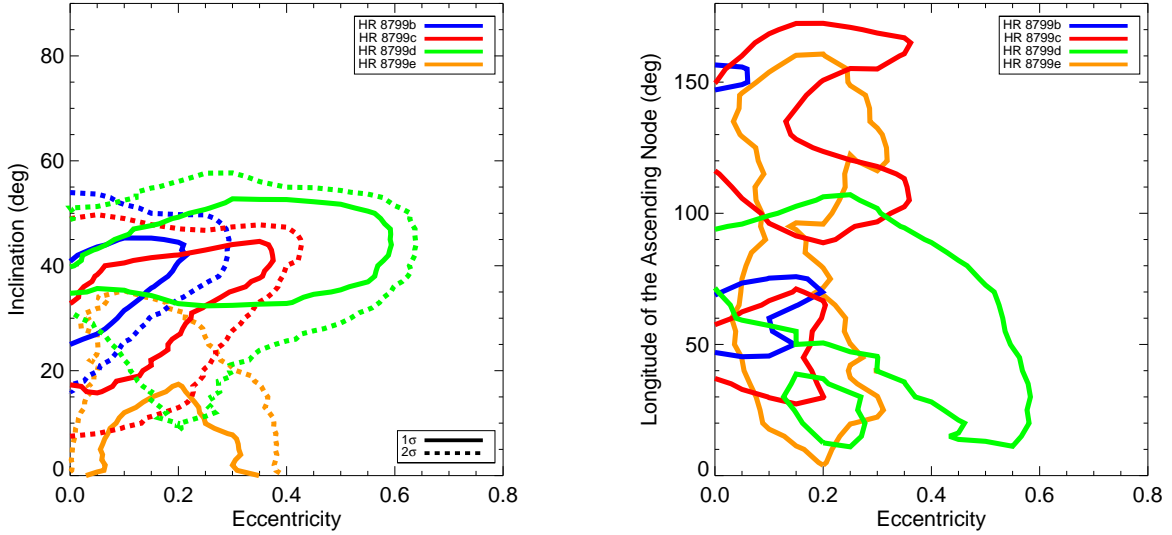 HR 8799b
HR 8799c
HR 8799d
HR 8799e
80
60
40
20
0
Inclination (deg)
1σ
2σ
0.0 0.2 0.4 0.6 0.8
Eccentricity
HR 8799b
HR 8799c
HR 8799d
HR 8799e
150
100
50
0
Longitude of the Ascending Node (deg)
0.0 0.2 0.4 0.6 0.8
Eccentricity